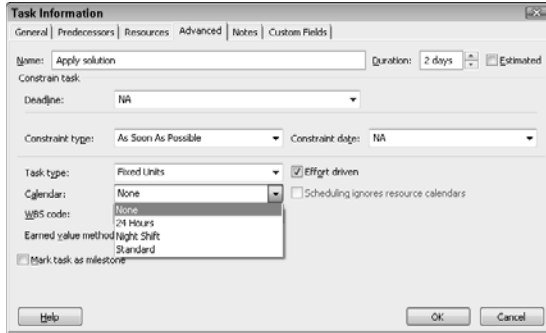 Task Information
General Predecessors Resources Advanced Notes Custom Fields
Name: Apply solution Duration: 2 days Estimated
Constrain task
Deadline: NA
Constraint type: As Soon As Possible Constraint date: NA
Task type: Fixed Units Effort driven
Calendar: None Scheduling ignores resource calendars
None
WBS code:
24 Hours
Earned value method Night Shift
Standard
Mark task as milestone
Help OK Cancel